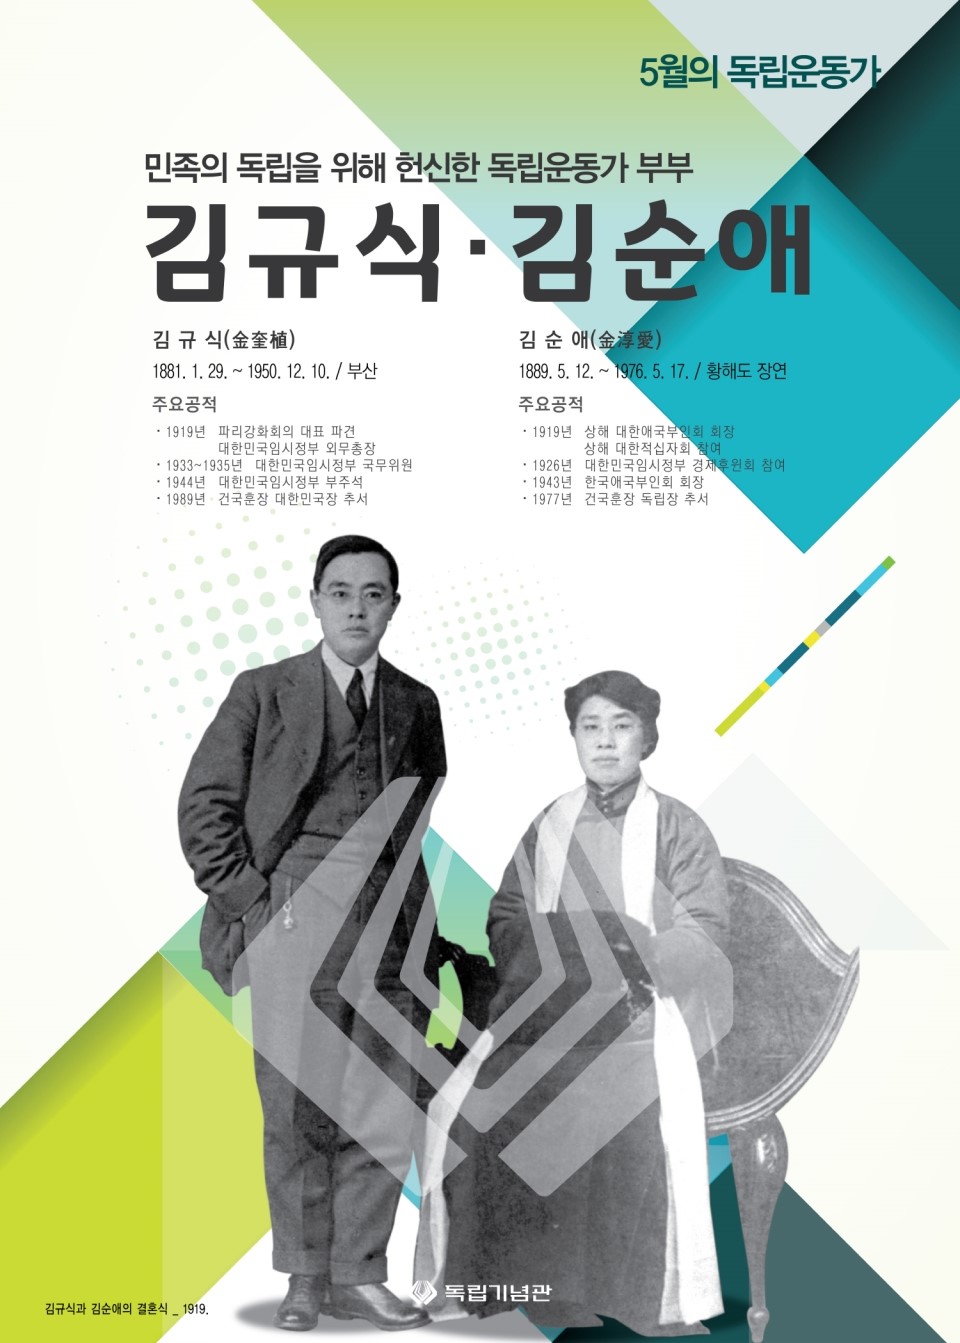 5월의 독립운동가
민족의 독립을 위해 헌신한 독립운동가 부부
김규식·김순애
김 규 식(金奎植)
1881. 1. 29. ~ 1950. 12. 10. / 부산
주요공적
· 1919년 파리강화회의 대표 파견
대한민국임시정부 외무총장
· 1933~1935년 대한민국임시정부 국무위원
· 1944년 대한민국임시정부 부주석
· 1989년 건국훈장 대한민국장 추서
김 순 애(金淳愛)
1889. 5. 12. ~ 1976. 5. 17. / 황해도 장연
주요공적
· 1919년 상해 대한애국부인회 회장
상해 대한적십자회 참여
· 1926년 대한민국임시정부 경제후원회 참여
· 1943년 한국애국부인회 회장
· 1977년 건국훈장 독립장 추서
김규식과 김순애의 결혼식 _ 1919.
독립기념관